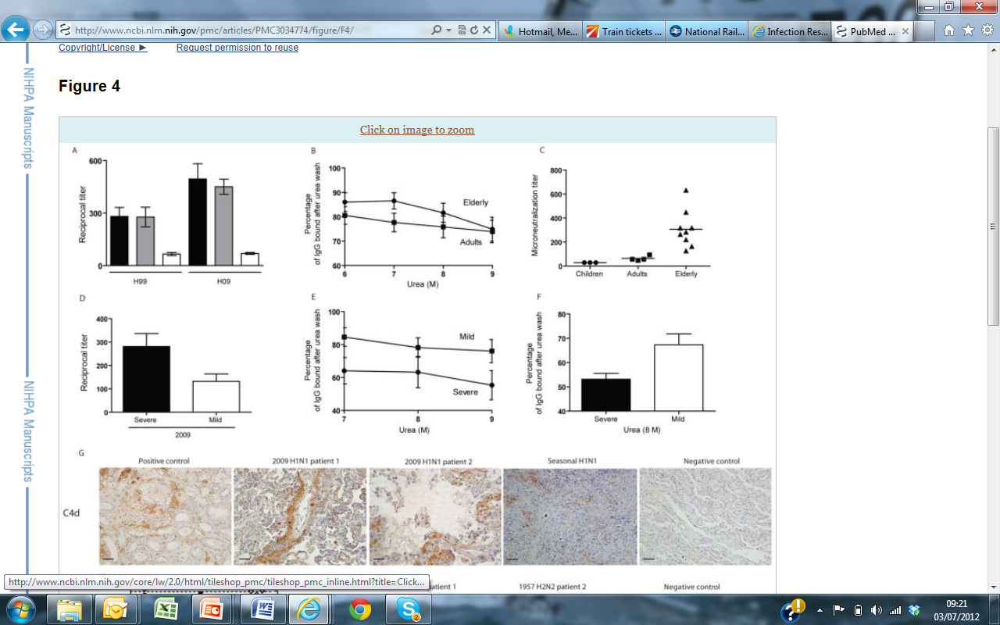 http://www.ncbi.nlm.nih.gov/pmc/articles/PMC3034774/figure/F4/
Hotmail, Me...
Train tickets ...
National Rail...
Infection Res...
PubMed ...
Copyright/License ►
Request permission to reuse
NIHPA Manuscripts
NIHPA Manuscripts
Figure 4
Click on image to zoom
A
Reciprocal titer
600
300
0
H99
H09
B
Percentage
of IgG bound after urea wash
100
90
80
70
60
Elderly
Adults
6 7 8 9
Urea (M)
C
Microneutralization titer
800
600
400
200
0
Children Adults Elderly
D
Reciprocal titer
400
300
200
100
0
Severe Mild
2009
E
Percentage
of IgG bound after urea wash
100
80
60
40
Mild
Severe
7 8 9
Urea (M)
F
Percentage
of IgG bound after urea wash
80
70
60
50
40
Severe Mild
Urea (8 M)
G
Positive control
2009 H1N1 patient 1
2009 H1N1 patient 2
Seasonal H1N1
Negative control
C4d
http://www.ncbi.nlm.nih.gov/core/lw/2.0/html/tileshop_pmc/tileshop_pmc_inline.html?title=Click...
atient 1
1957 H2N2 patient 2
Negative control
2
09:21
03/07/2012